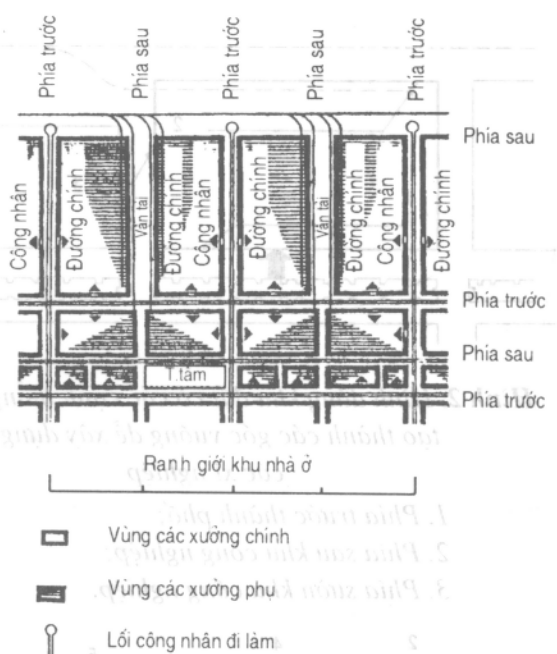 Phía trước
Phía sau
Phía trước
Phía sau
Phía trước
Phía sau
Công nhân
Đường chính
Vận tải
Đường chính
Công nhân
Đường chính
Vận tải
Đường chính
Công nhân
Đường chính
Phía trước
Phía sau
T.tâm
Phía trước
Ranh giới khu nhà ở
Vùng các xưởng chính
Vùng các xưởng phụ
Lối công nhân đi làm